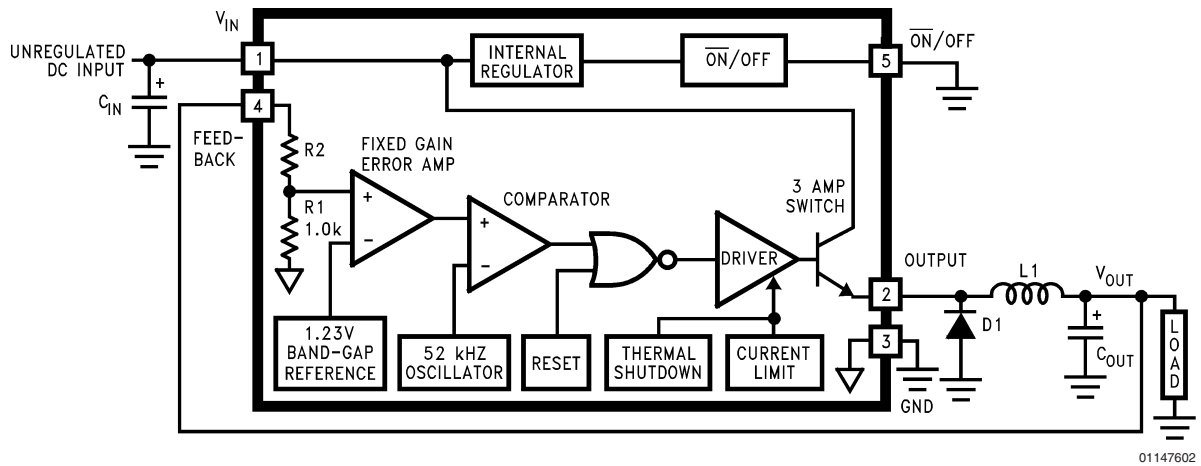 V_IN
UNREGULATED
DC INPUT
+
C_IN
1
4
FEED-
BACK
INTERNAL
REGULATOR
O̅N̅/OFF
5
O̅N̅/OFF
R2
R1
1.0k
FIXED GAIN
ERROR AMP
+
−
COMPARATOR
+
−
3 AMP
SWITCH
DRIVER
1.23V
BAND-GAP
REFERENCE
52 kHZ
OSCILLATOR
RESET
THERMAL
SHUTDOWN
CURRENT
LIMIT
OUTPUT
2
3
GND
D1
L1
V_OUT
+
C_OUT
LOAD
01147602